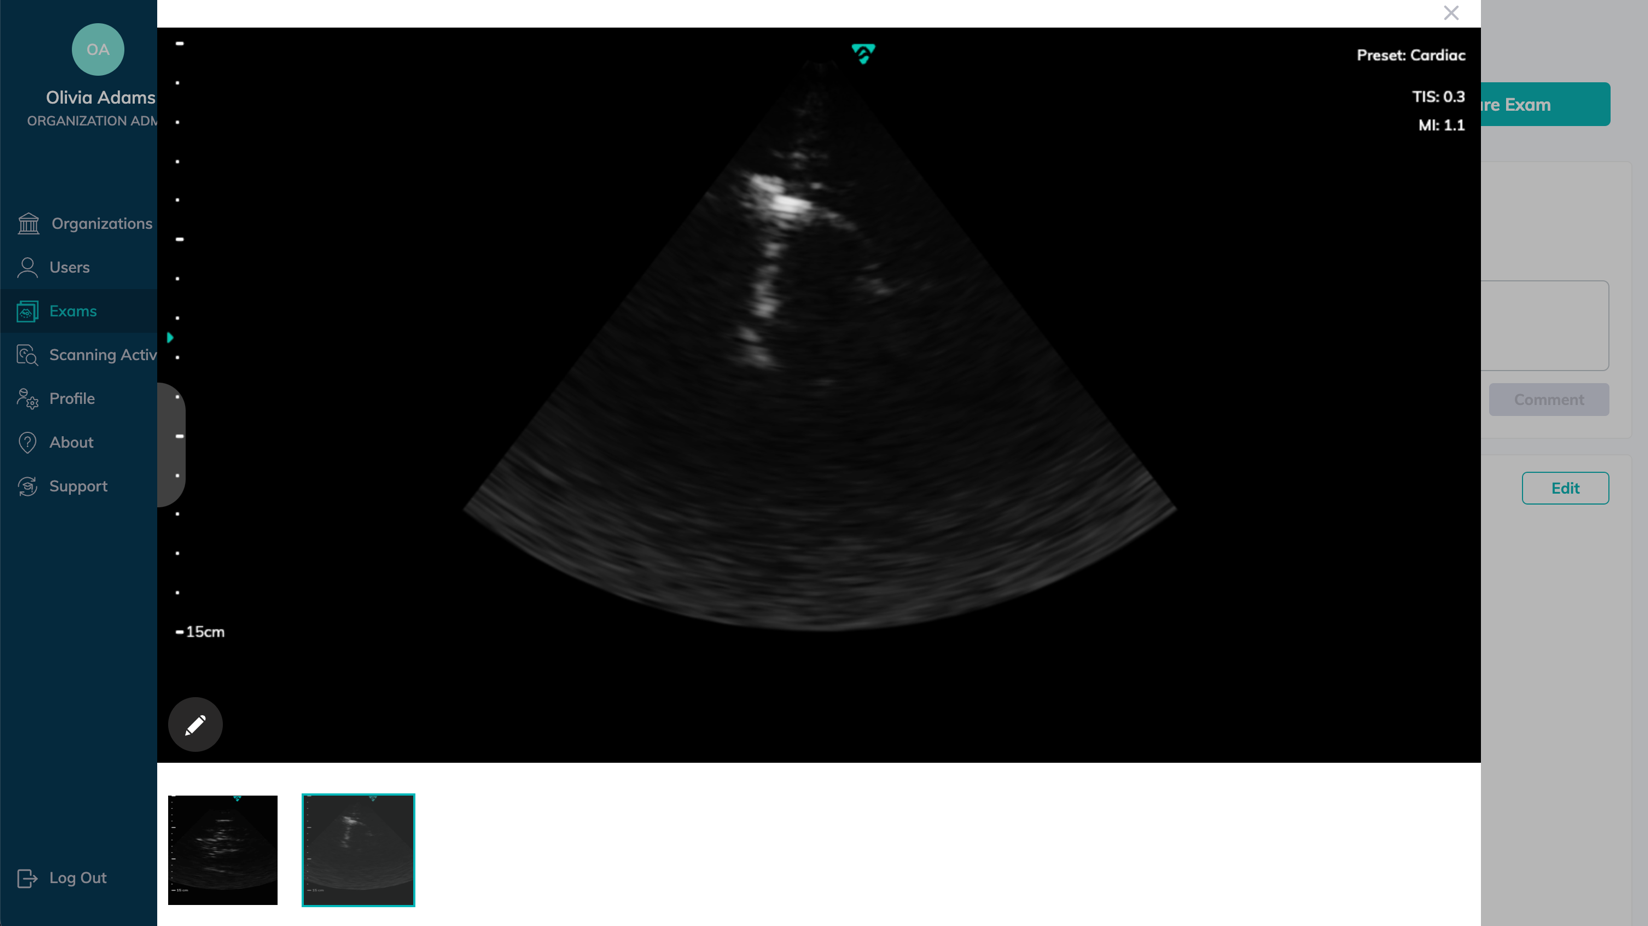 OA
Olivia Adams
ORGANIZATION ADM
Organizations
Users
Exams
Scanning Activ
Profile
About
Support
Log Out
Preset: Cardiac
TIS: 0.3
MI: 1.1
15cm
re Exam
Comment
Edit